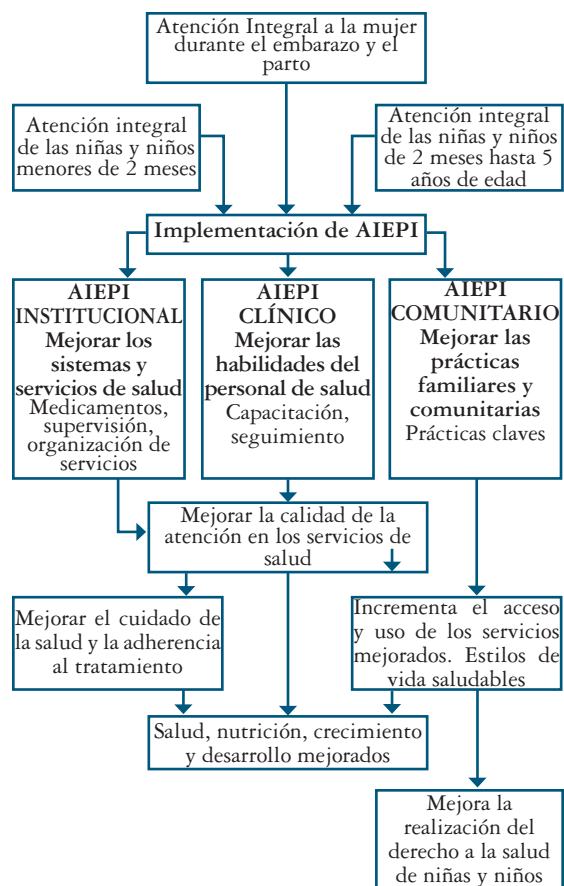 Atención Integral a la mujer
durante el embarazo y el
parto
Atención integral
de las niñas y niños
menores de 2 meses
Atención integral
de las niñas y niños
de 2 meses hasta 5
años de edad
Implementación de AIEPI
AIEPI
INSTITUCIONAL
Mejorar los
sistemas y
servicios de salud
Medicamentos,
supervisión,
organización de
servicios
AIEPI
CLÍNICO
Mejorar las
habilidades del
personal de salud
Capacitación,
seguimiento
AIEPI
COMUNITARIO
Mejorar las
prácticas
familiares y
comunitarias
Prácticas claves
Mejorar la calidad de la
atención en los servicios de
salud
Mejorar el cuidado de
la salud y la adherencia
al tratamiento
Incrementa el acceso
y uso de los servicios
mejorados. Estilos de
vida saludables
Salud, nutrición, crecimiento
y desarrollo mejorados
Mejora la
realización del
derecho a la salud
de niñas y niños